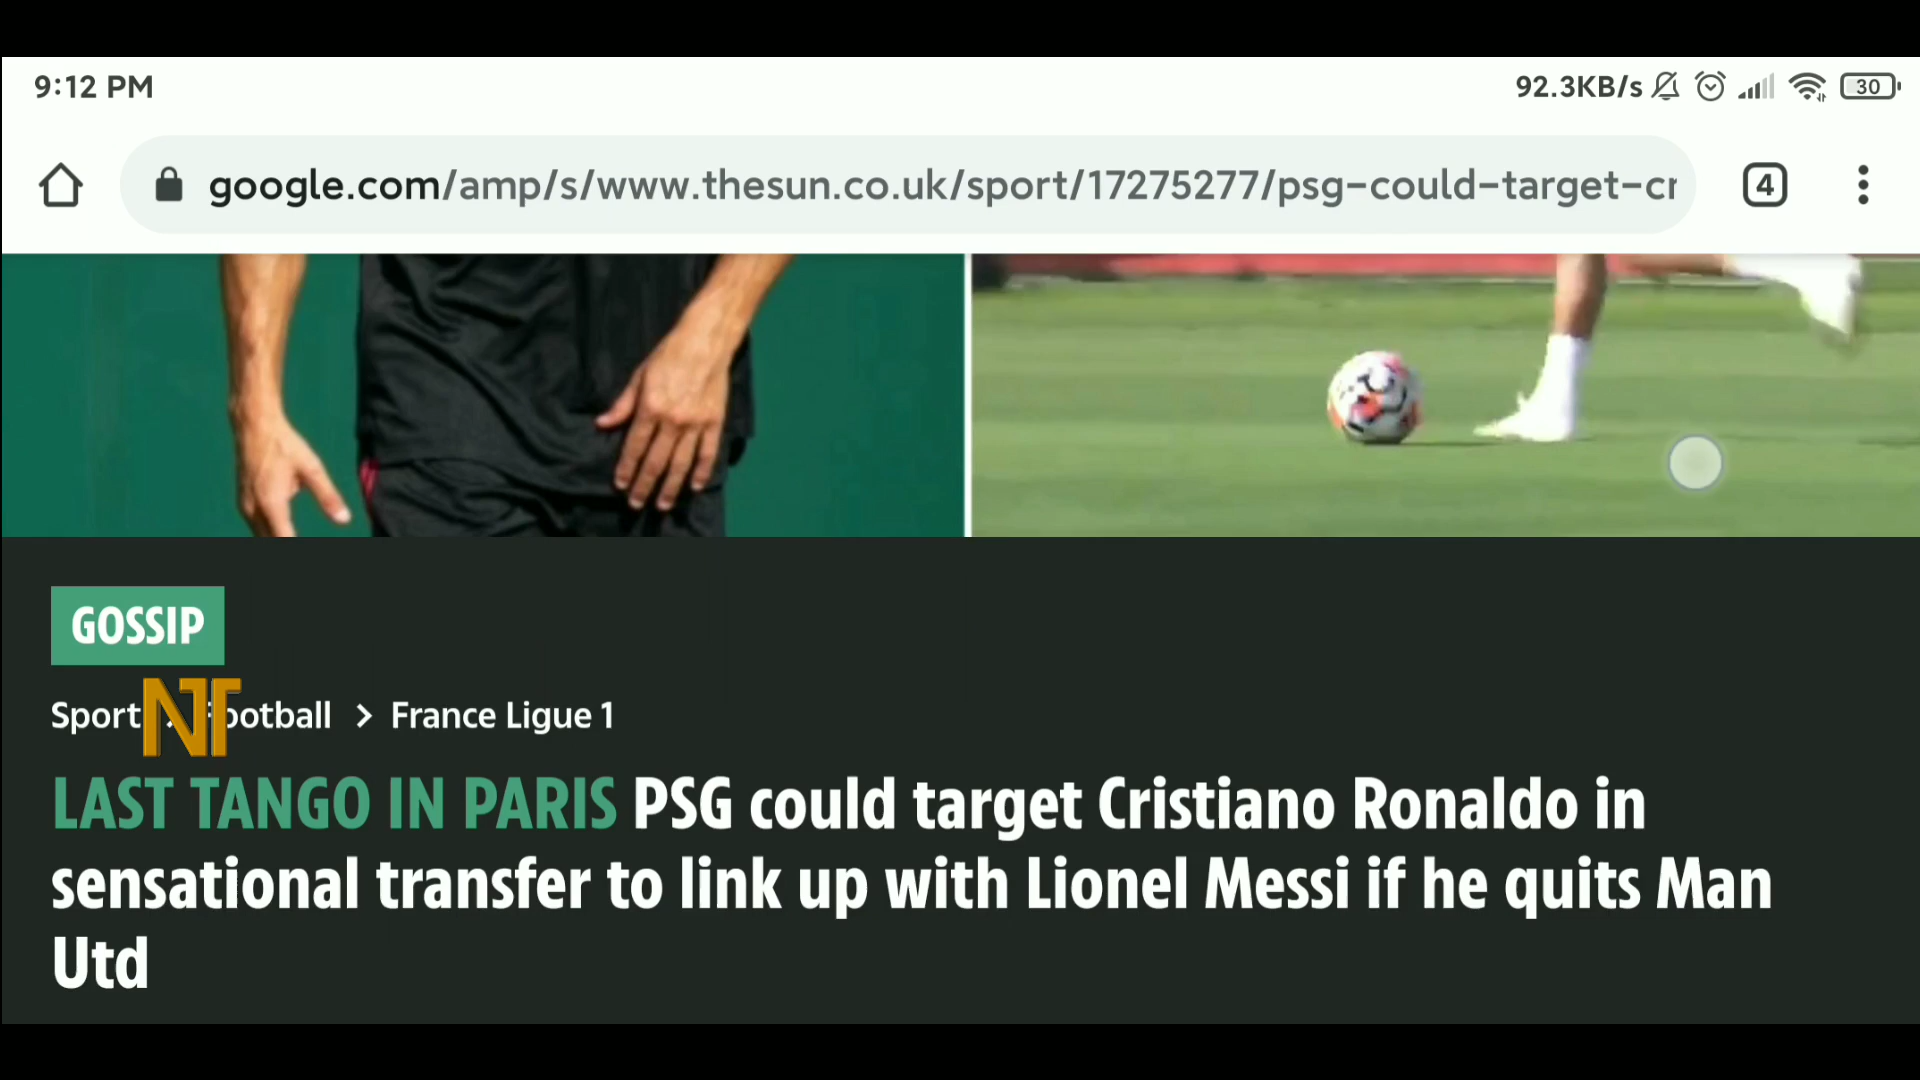 9:12 PM
92.3KB/s
30
google.com/amp/s/www.thesun.co.uk/sport/17275277/psg-could-target-cr
4
GOSSIP
Sport > Football > France Ligue 1
NT
LAST TANGO IN PARIS PSG could target Cristiano Ronaldo in
sensational transfer to link up with Lionel Messi if he quits Man
Utd